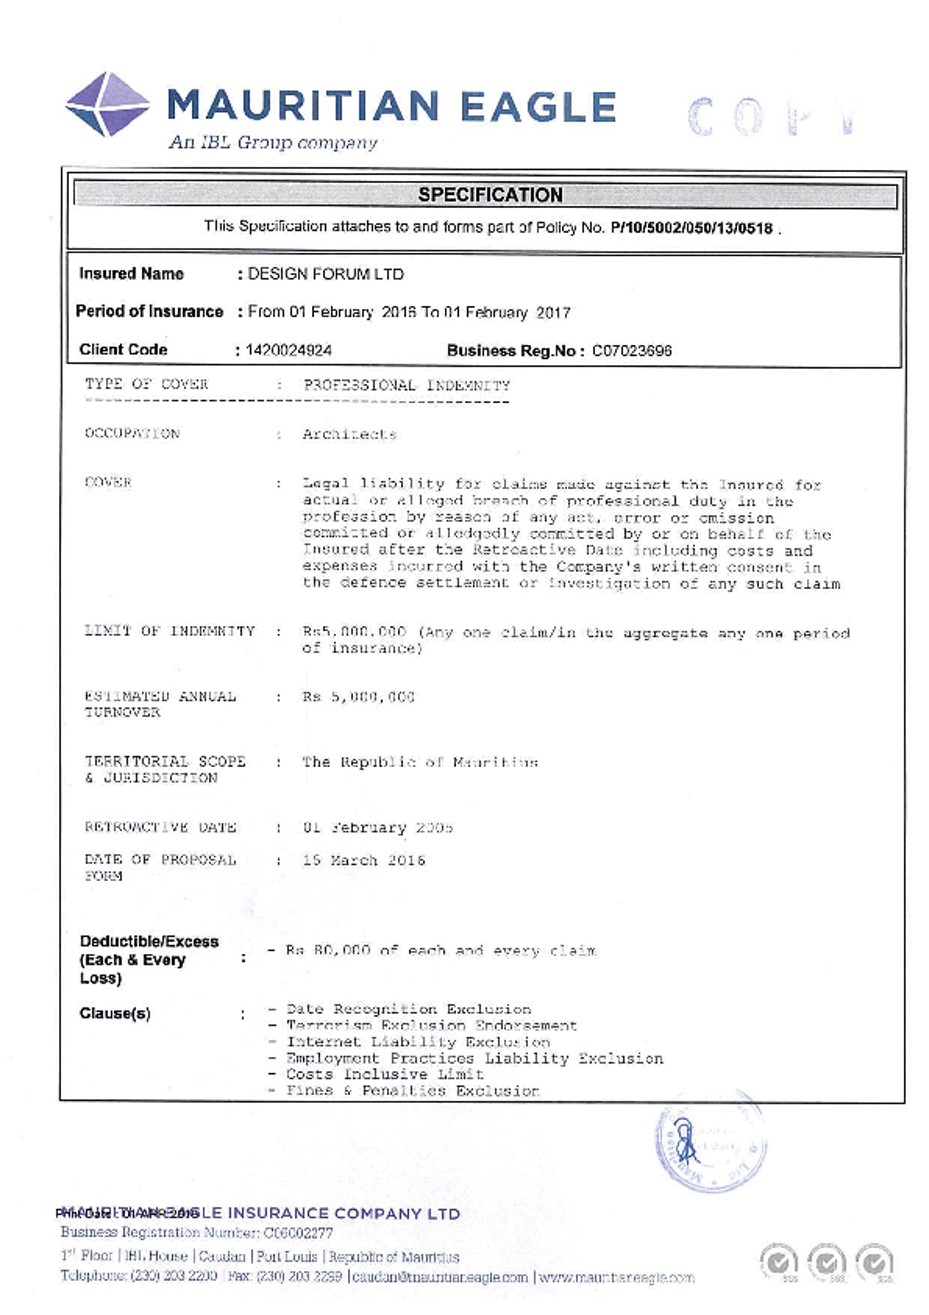 MAURITIAN EAGLE
An IBL Group company
COPY
SPECIFICATION
This Specification attaches to and forms part of Policy No. P/10/5002/050/13/0518 .
Insured Name : DESIGN FORUM LTD
Period of Insurance : From 01 February 2016 To 01 February 2017
Client Code : 1420024924 Business Reg.No : C07023696
TYPE OF COVER : PROFESSIONAL INDEMNITY
OCCUPATION : Architects
COVER : Legal liability for claims made against the Insured for
actual or alleged breach of professional duty in the
profession by reason of any act, error or omission
committed or alledgedly committed by or on behalf of the
Insured after the Retroactive Date including costs and
expenses incurred with the Company's written consent in
the defence settlement or investigation of any such claim
LIMIT OF INDEMNITY : Rs5,000,000 (Any one claim/in the aggregate any one period
of insurance)
ESTIMATED ANNUAL : Rs 5,000,000
TURNOVER
TERRITORIAL SCOPE : The Republic of Mauritius
& JURISDICTION
RETROACTIVE DATE : 01 February 2005
DATE OF PROPOSAL : 15 March 2016
FORM
Deductible/Excess
(Each & Every : - Rs 80,000 of each and every claim
Loss)
Clause(s) : - Date Recognition Exclusion
- Terrorism Exclusion Endorsement
- Internet Liability Exclusion
- Employment Practices Liability Exclusion
- Costs Inclusive Limit
- Fines & Penalties Exclusion
Print Date : 01 APR 2016
MAURITIAN EAGLE INSURANCE COMPANY LTD
Business Registration Number: C06002277
1st Floor | IBL House | Caudan | Port Louis | Republic of Mauritius
Telephone: (230) 203 2200 | Fax: (230) 203 2299 | caudan@mauritianeagle.com | www.mauritianeagle.com
SGS SGS SGS